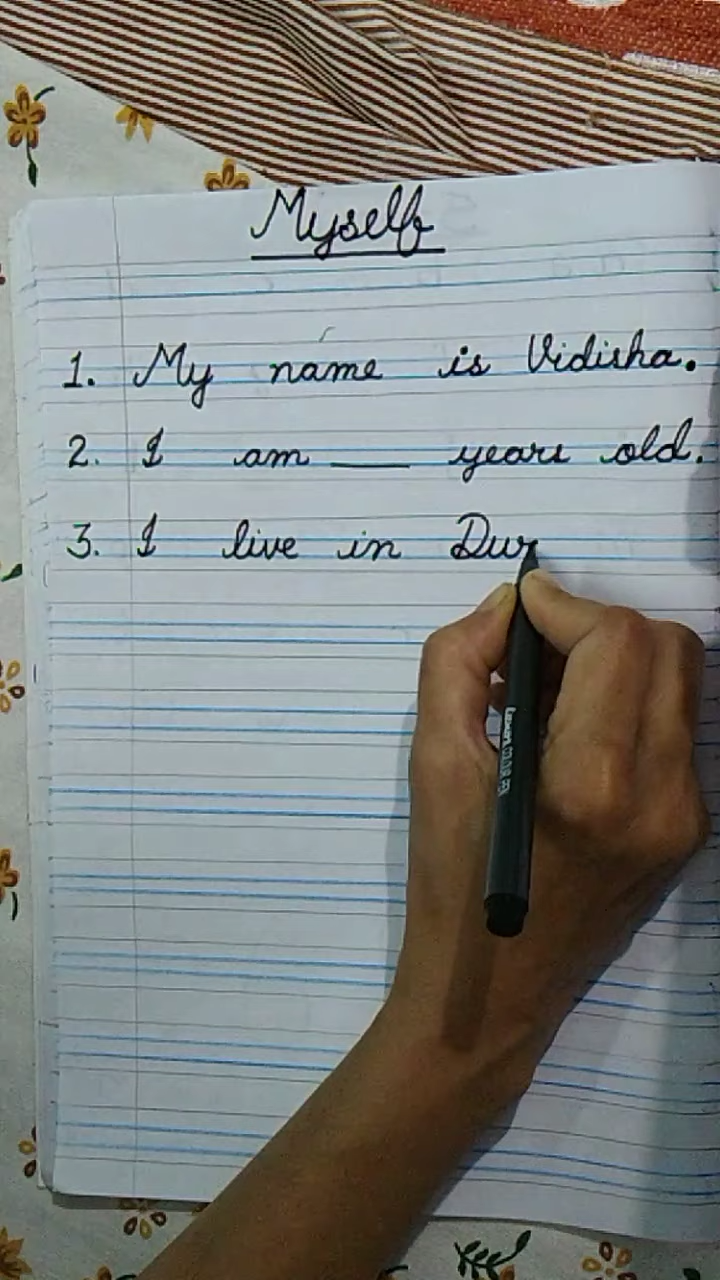 Myself
1. My name is Vidisha.
2. I am ___ years old.
3. I live in Dur